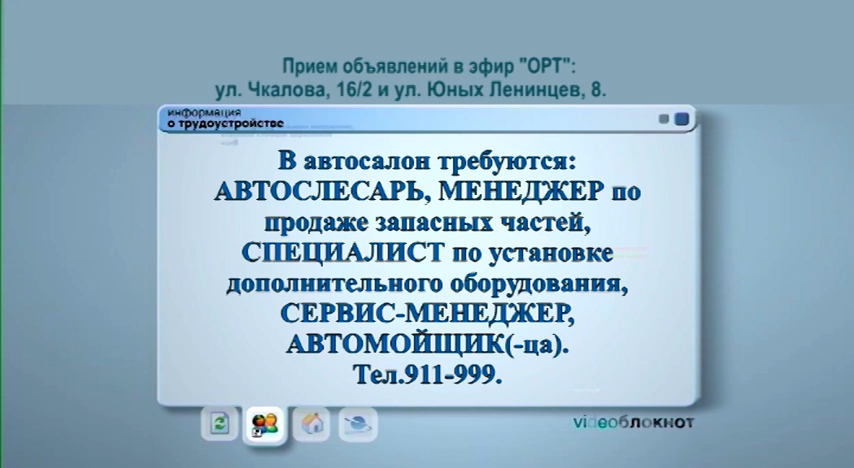 Прием объявлений в эфир "ОРТ":
ул. Чкалова, 16/2 и ул. Юных Ленинцев, 8.
информация
о трудоустройстве
В автосалон требуются:
АВТОСЛЕСАРЬ, МЕНЕДЖЕР по
продаже запасных частей,
СПЕЦИАЛИСТ по установке
дополнительного оборудования,
СЕРВИС-МЕНЕДЖЕР,
АВТОМОЙЩИК(-ца).
Тел.911-999.
videoблокнот